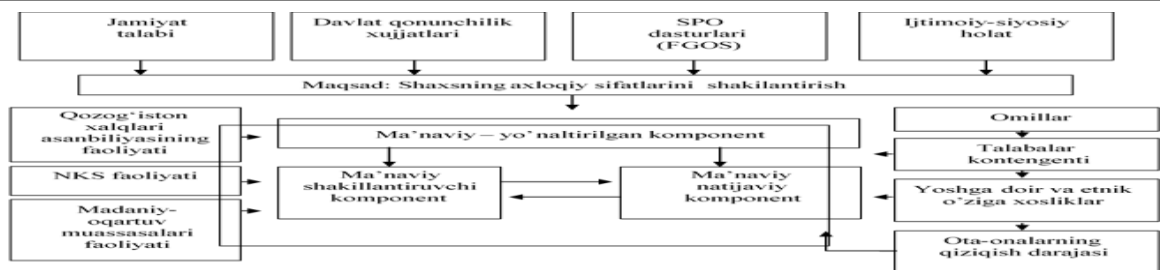 Jamiyat
talabi
Davlat qonunchilik
xujjatlari
SPO
dasturlari
(FGOS)
Ijtimoiy-siyosiy
holat
Maqsad: Shaxsning axloqiy sifatlarini shakilantirish
Qozog‘iston
xalqlari
asanbiliyasining
faoliyati
NKS faoliyati
Madaniy-
oqartuv
muassasalari
faoliyati
Ma’naviy – yo’naltirilgan komponent
Ma’naviy
shakillantiruvchi
komponent
Ma’naviy
natijaviy
komponent
Omillar
Talabalar
kontengenti
Yoshga doir va etnik
o’ziga xosliklar
Ota-onalarning
qiziqish darajasi